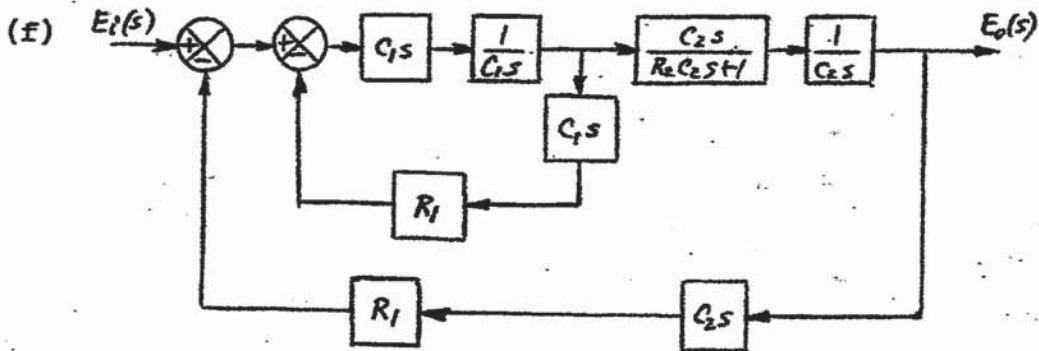 (f) Ei(s) + - + - C₁s 1/(C₁s) C₂s/(R₂C₂s+1) 1/(C₂s) Eo(s)
C₁s
R₁
R₁ C₂s